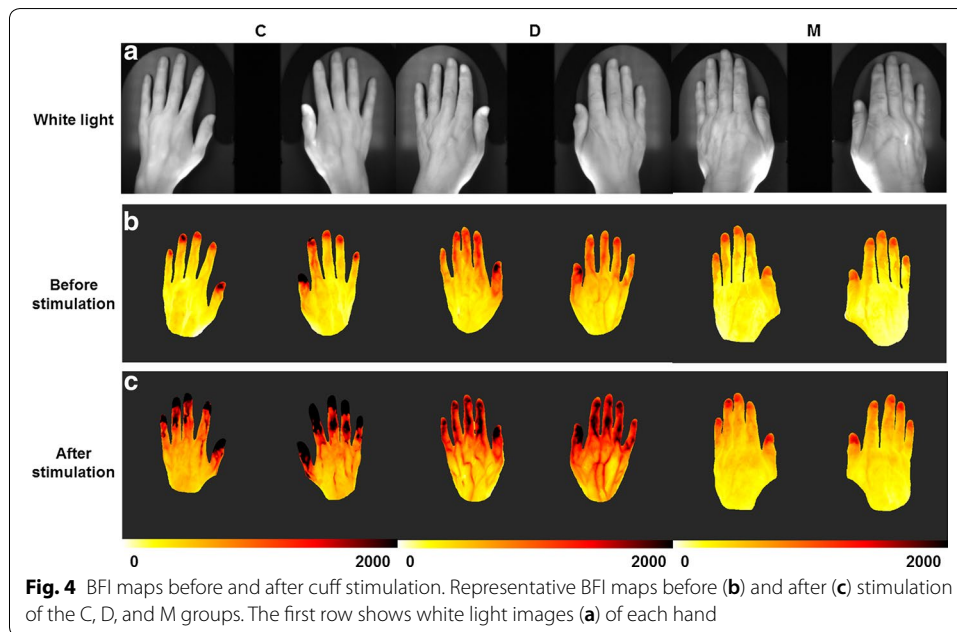 C D M
a
White light
b
Before
stimulation
c
After
stimulation
0 2000 0 2000 0 2000
Fig. 4 BFI maps before and after cuff stimulation. Representative BFI maps before (b) and after (c) stimulation
of the C, D, and M groups. The first row shows white light images (a) of each hand